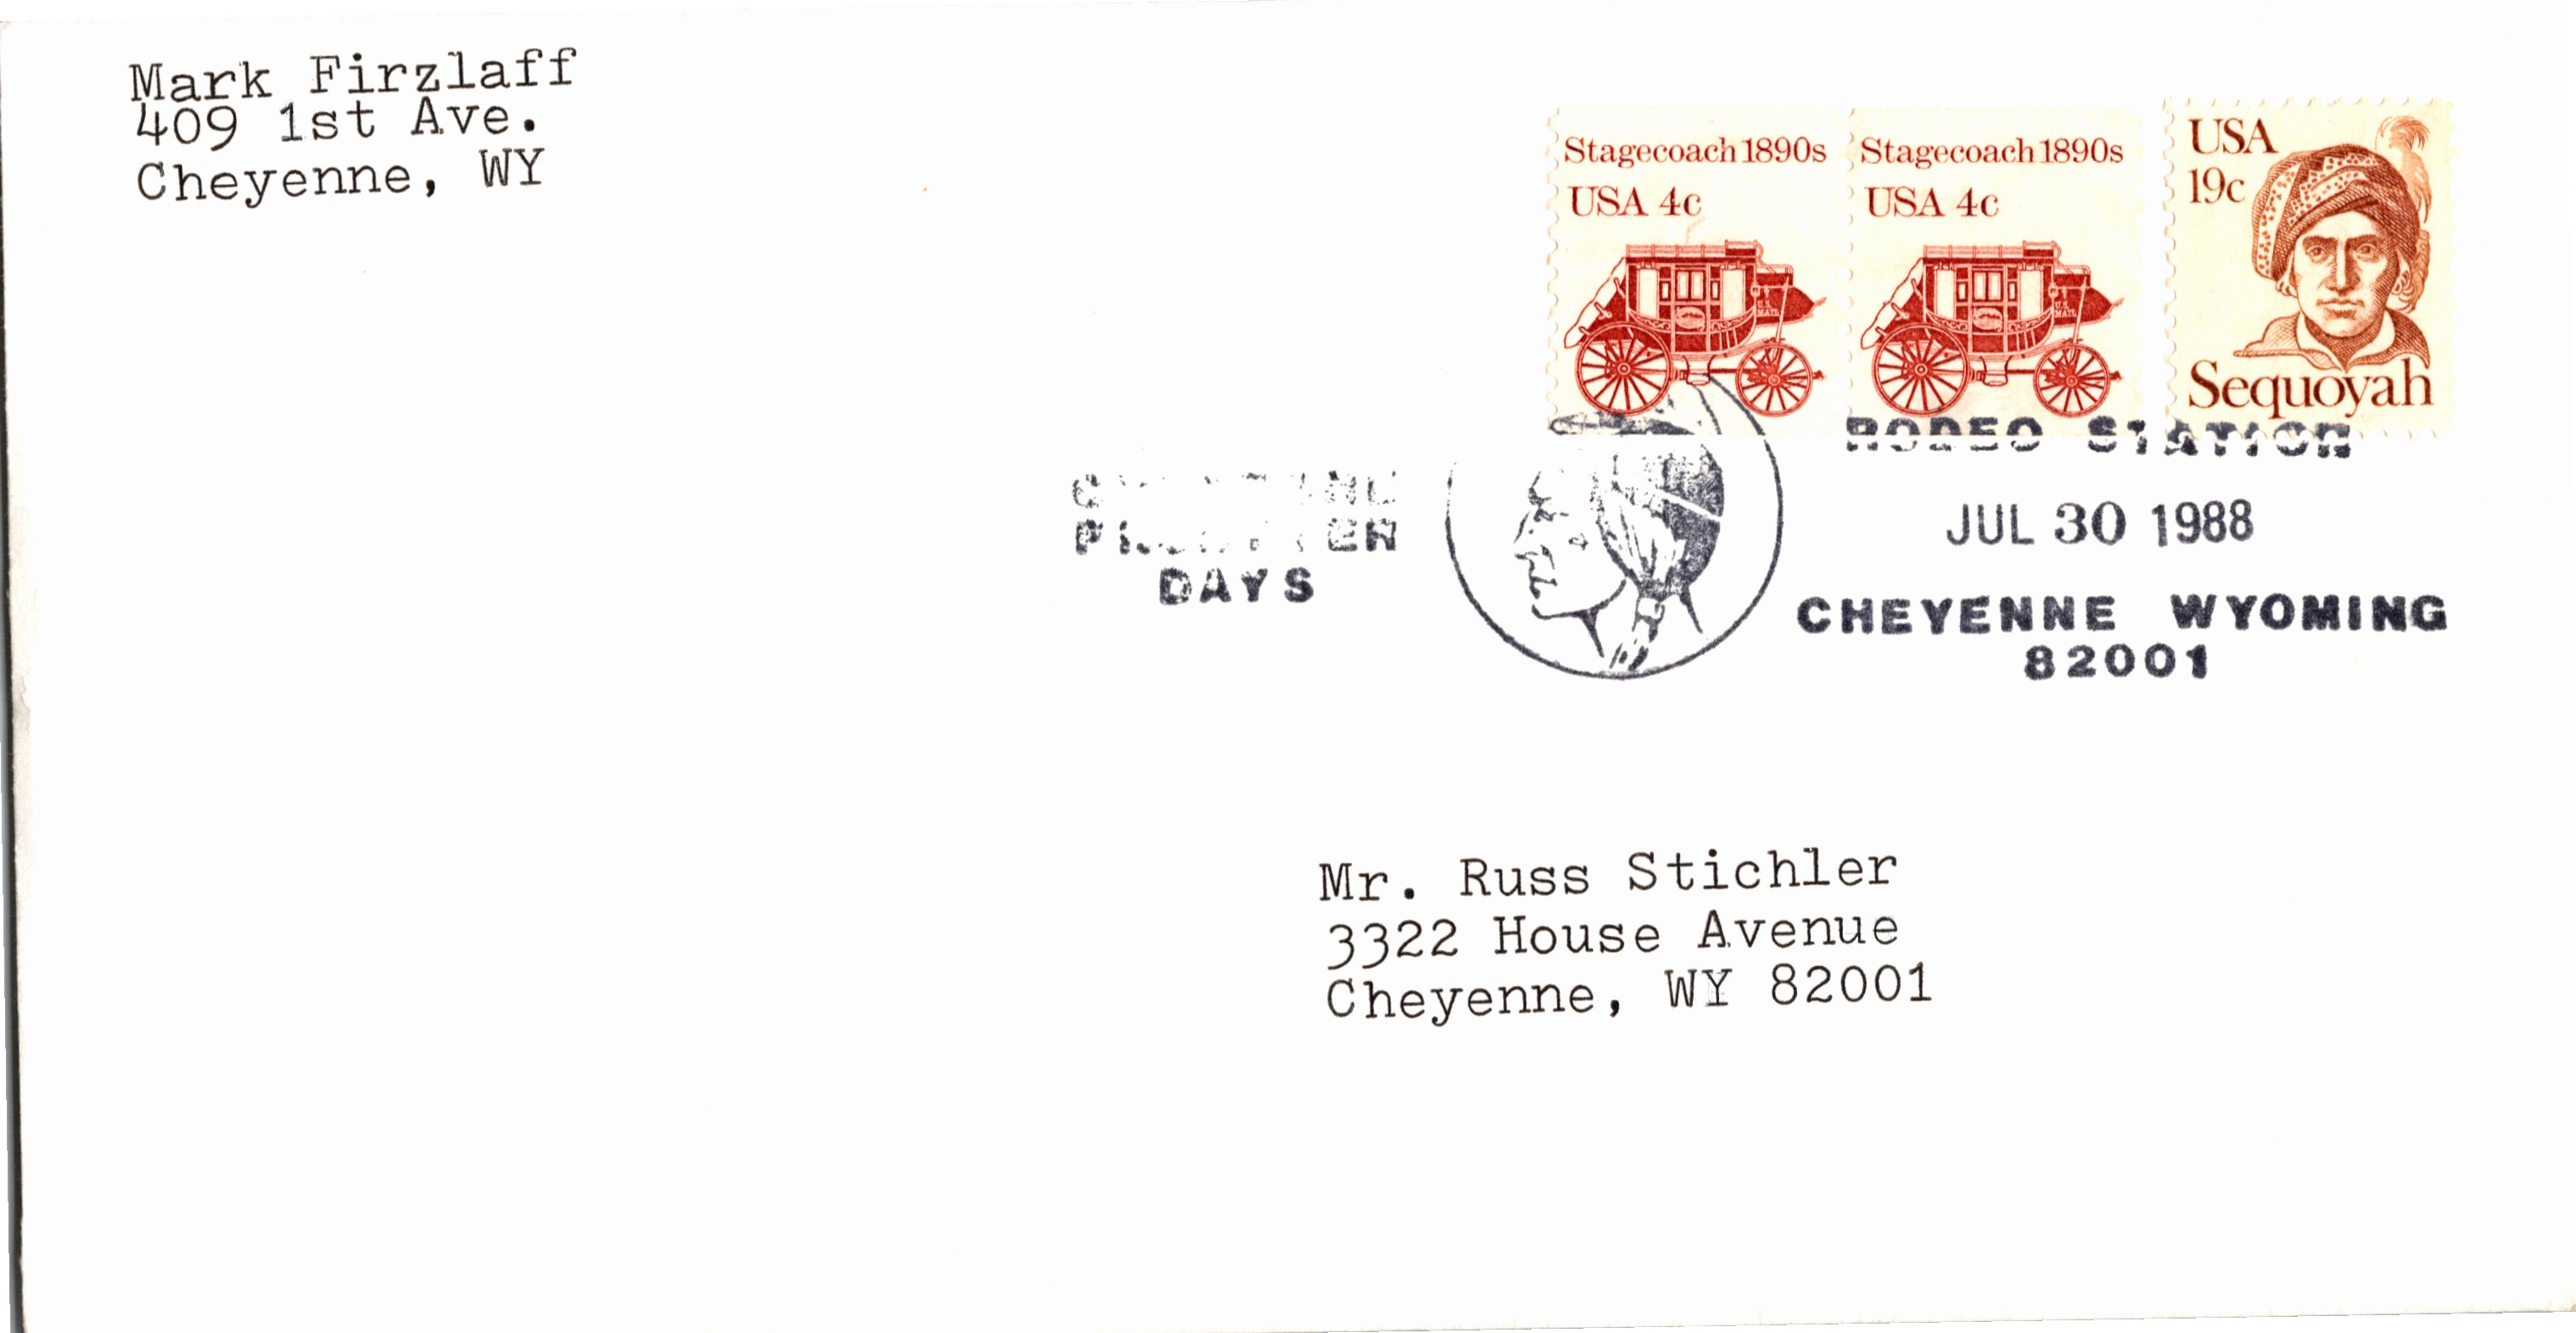 Mark Firzlaff
409 1st Ave.
Cheyenne, WY
Stagecoach 1890s
USA 4c
Stagecoach 1890s
USA 4c
USA
19c
Sequoyah
RODEO STATION
JUL 30 1988
CHEYENNE WYOMING
82001
DAYS
Mr. Russ Stichler
3322 House Avenue
Cheyenne, WY 82001